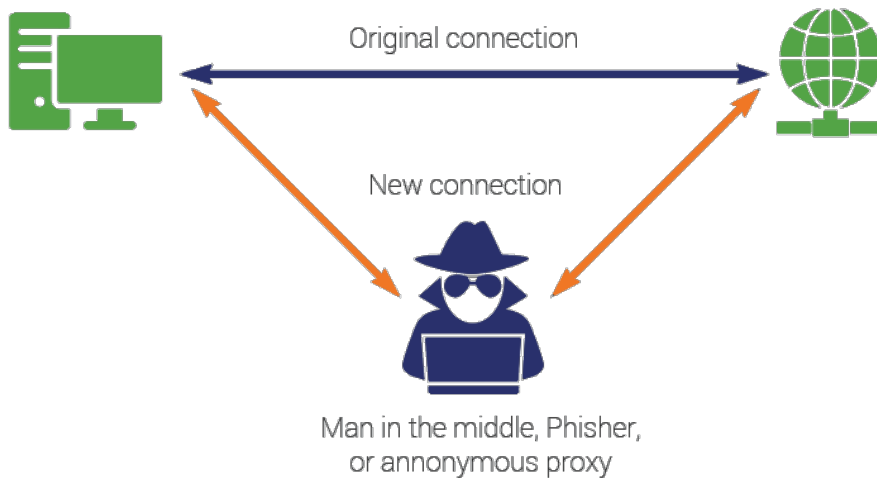 Original connection
New connection
Man in the middle, Phisher,
or annonymous proxy